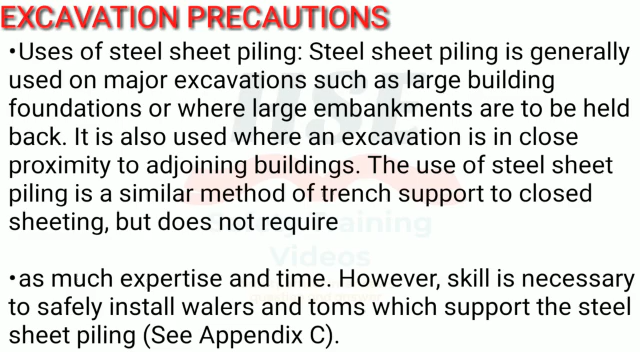 EXCAVATION PRECAUTIONS
•Uses of steel sheet piling: Steel sheet piling is generally
used on major excavations such as large building
foundations or where large embankments are to be held
back. It is also used where an excavation is in close
proximity to adjoining buildings. The use of steel sheet
piling is a similar method of trench support to closed
sheeting, but does not require
•as much expertise and time. However, skill is necessary
to safely install walers and toms which support the steel
sheet piling (See Appendix C).
HSE
Training
Videos